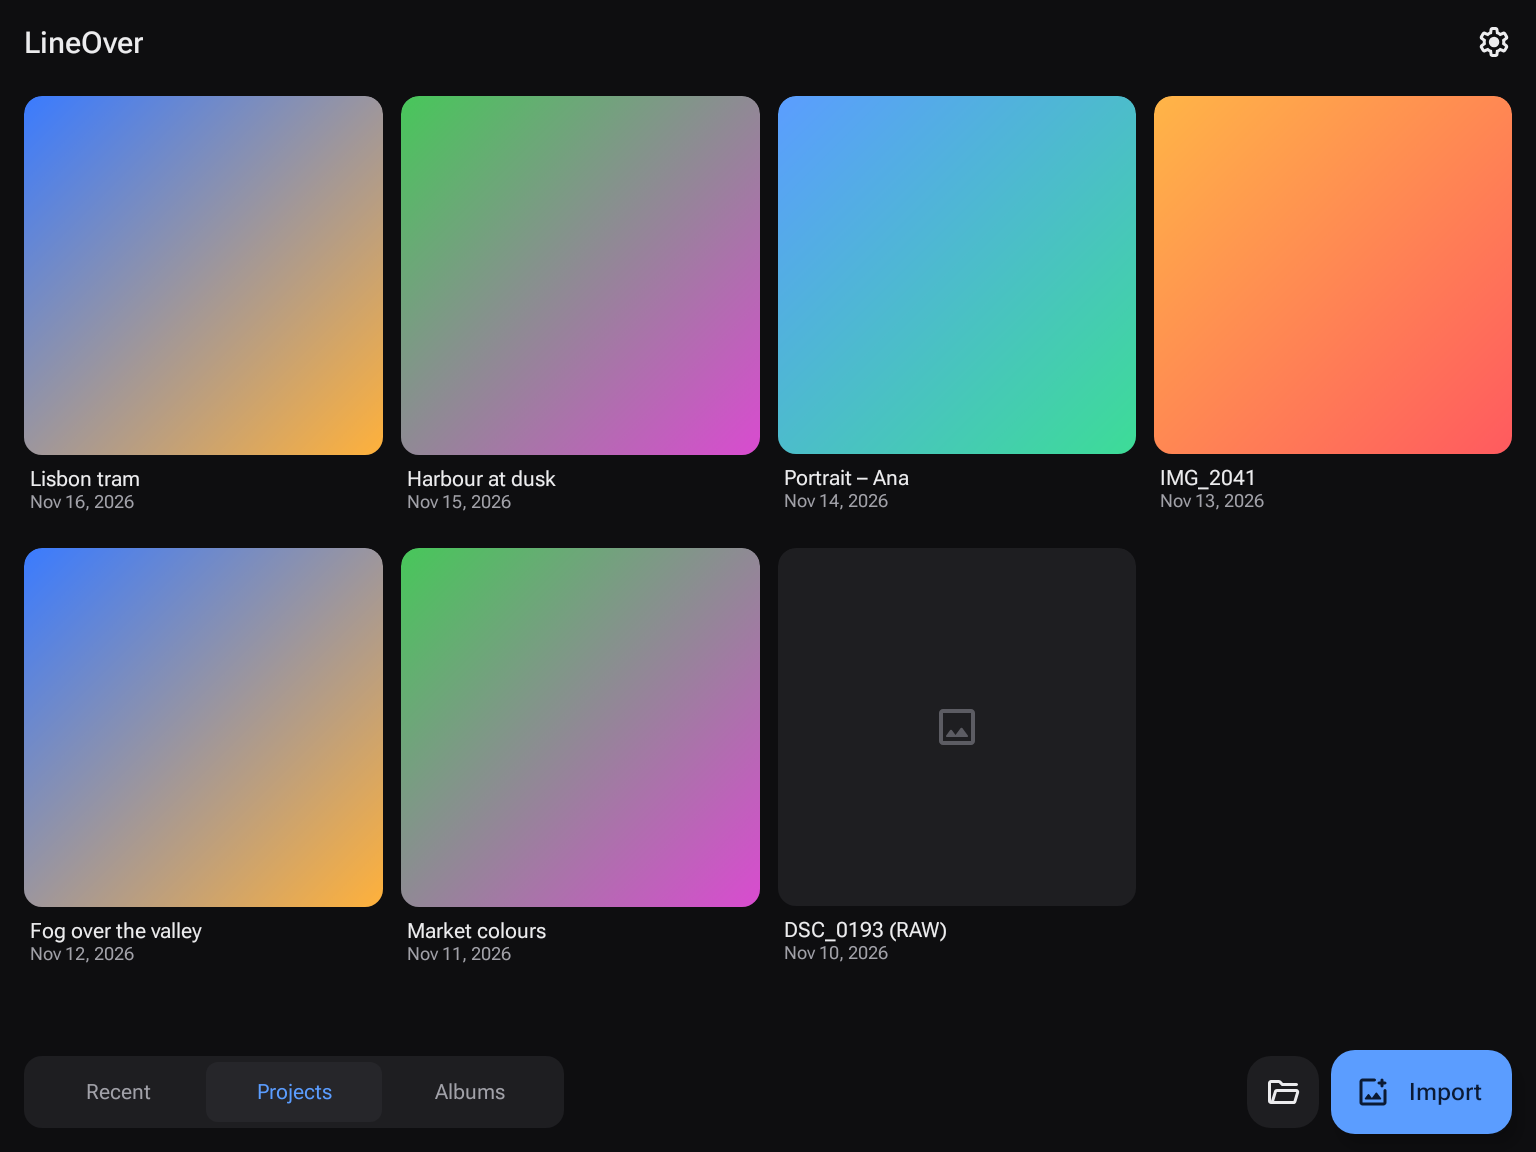 LineOver
Lisbon tram
Nov 16, 2026
Harbour at dusk
Nov 15, 2026
Portrait – Ana
Nov 14, 2026
IMG_2041
Nov 13, 2026
Fog over the valley
Nov 12, 2026
Market colours
Nov 11, 2026
DSC_0193 (RAW)
Nov 10, 2026
Recent
Projects
Albums
Import